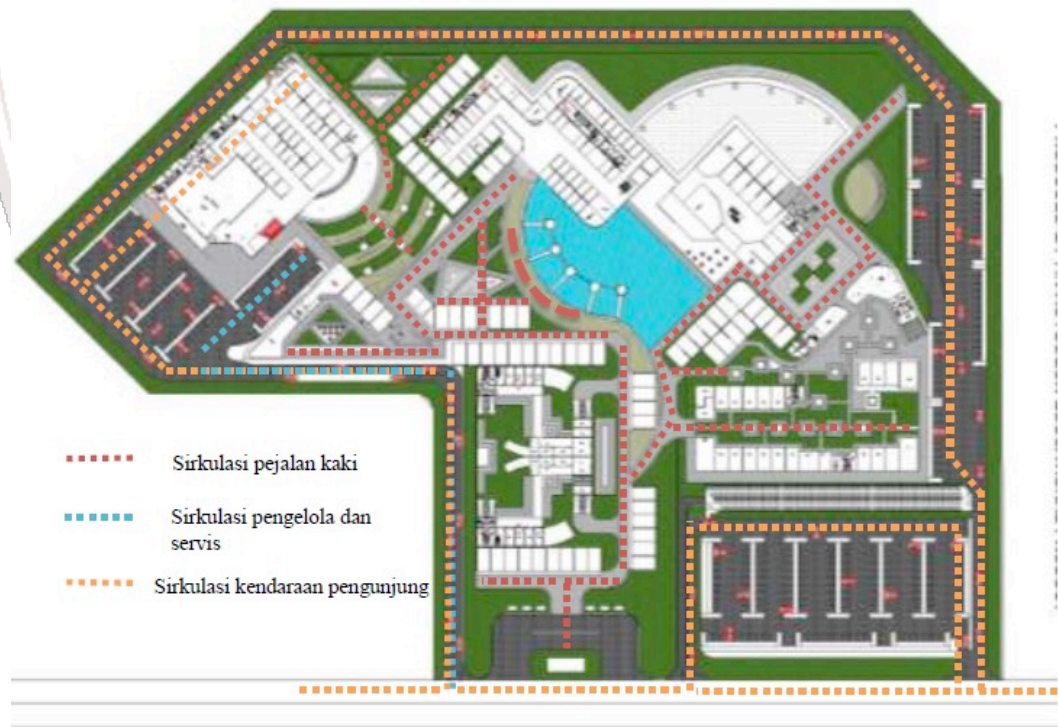 Sirkulasi pejalan kaki
Sirkulasi pengelola dan
servis
Sirkulasi kendaraan pengunjung